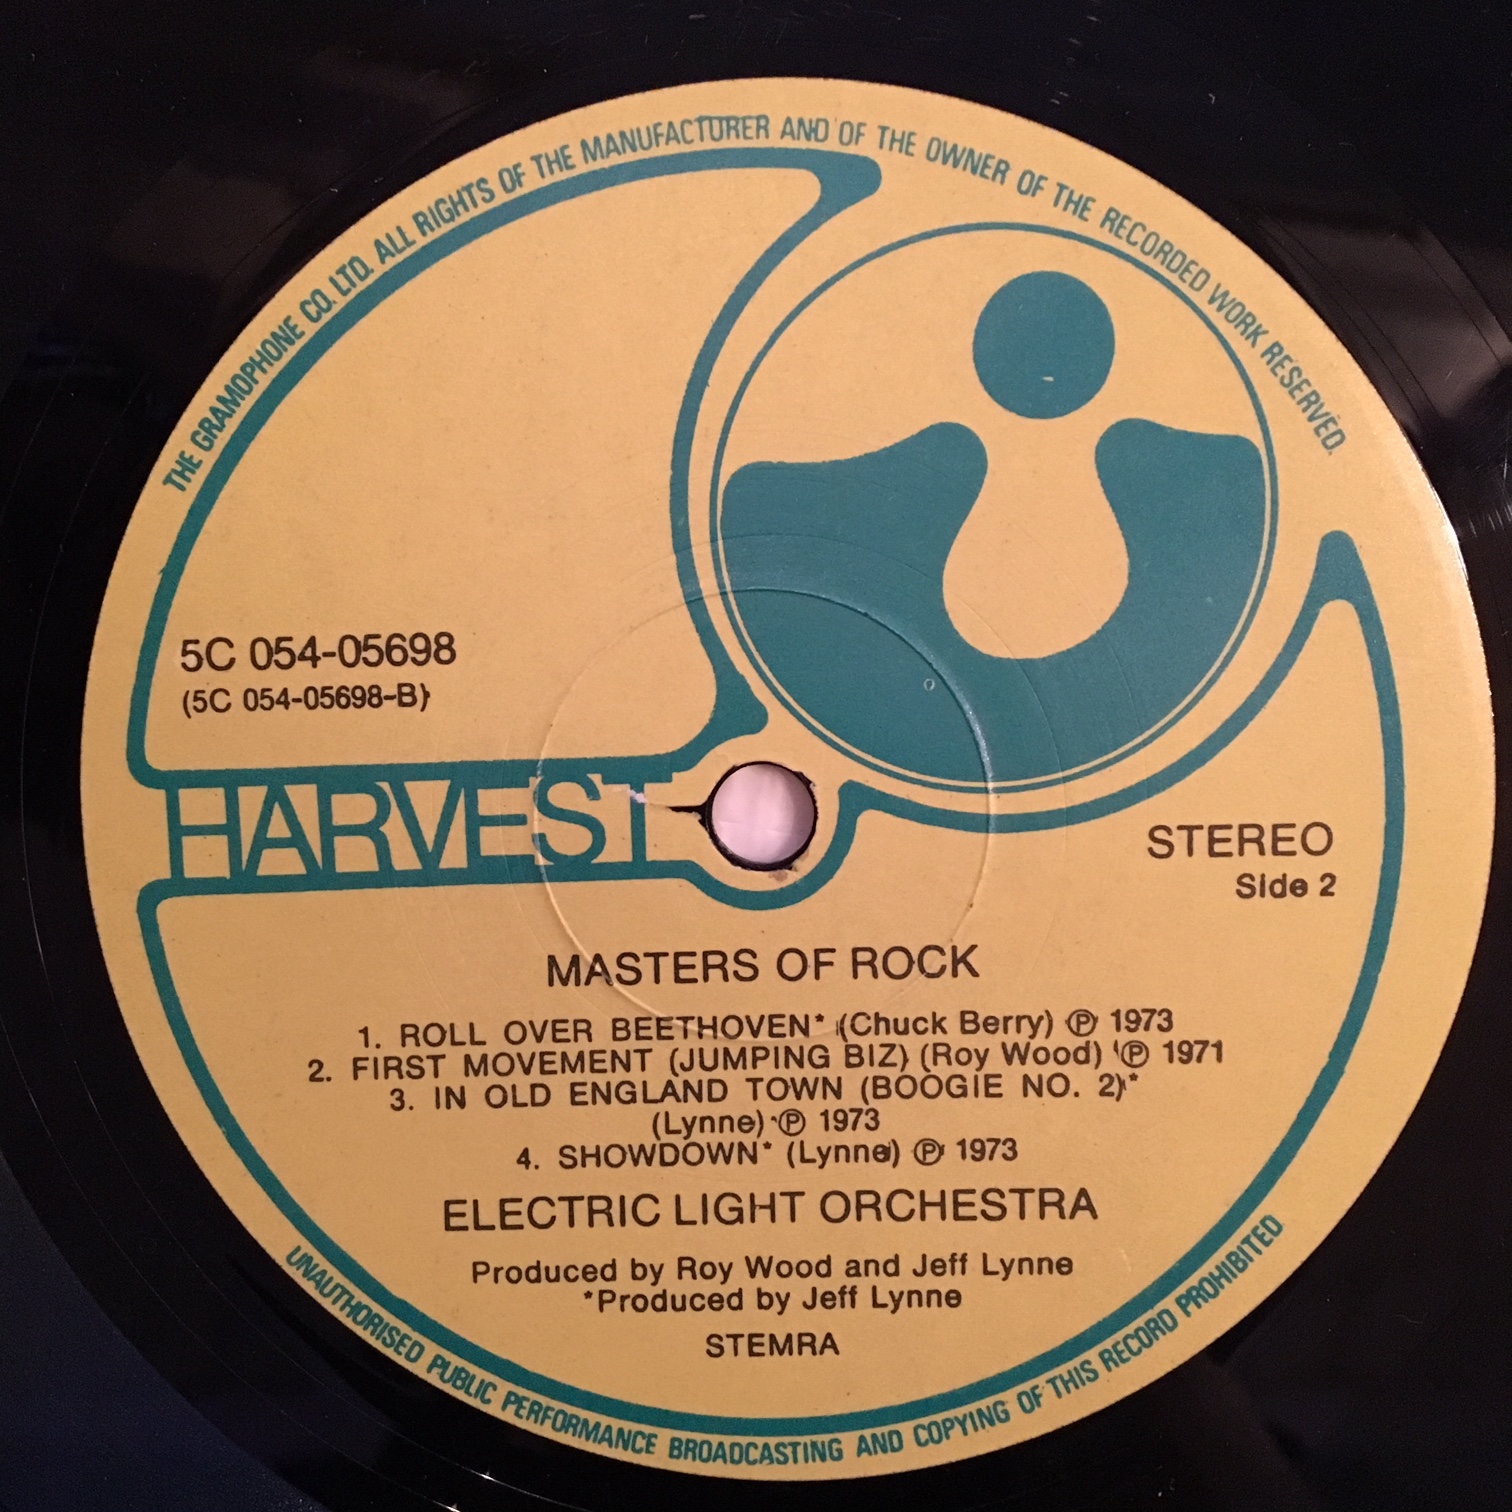 THE GRAMOPHONE CO. LTD. ALL RIGHTS OF THE MANUFACTURER AND OF THE OWNER OF THE RECORDED WORK RESERVED.
5C 054-05698
(5C 054-05698-B)
HARVEST
STEREO
Side 2
MASTERS OF ROCK
1. ROLL OVER BEETHOVEN* (Chuck Berry) ℗ 1973
2. FIRST MOVEMENT (JUMPING BIZ) (Roy Wood) ℗ 1971
3. IN OLD ENGLAND TOWN (BOOGIE NO. 2)*
(Lynne) ℗ 1973
4. SHOWDOWN* (Lynne) ℗ 1973
ELECTRIC LIGHT ORCHESTRA
Produced by Roy Wood and Jeff Lynne
*Produced by Jeff Lynne
STEMRA
UNAUTHORISED PUBLIC PERFORMANCE BROADCASTING AND COPYING OF THIS RECORD PROHIBITED